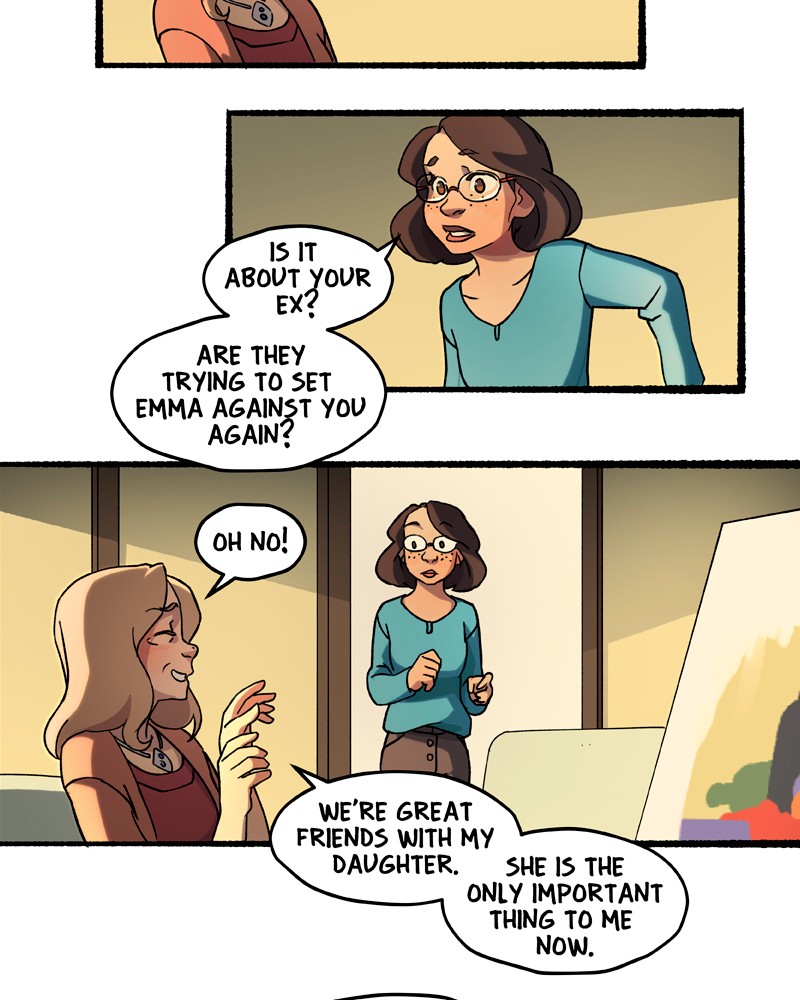 IS IT
ABOUT YOUR
EX?
ARE THEY
TRYING TO SET
EMMA AGAINST YOU
AGAIN?
OH NO!
WE'RE GREAT
FRIENDS WITH MY
DAUGHTER.
SHE IS THE
ONLY IMPORTANT
THING TO ME
NOW.